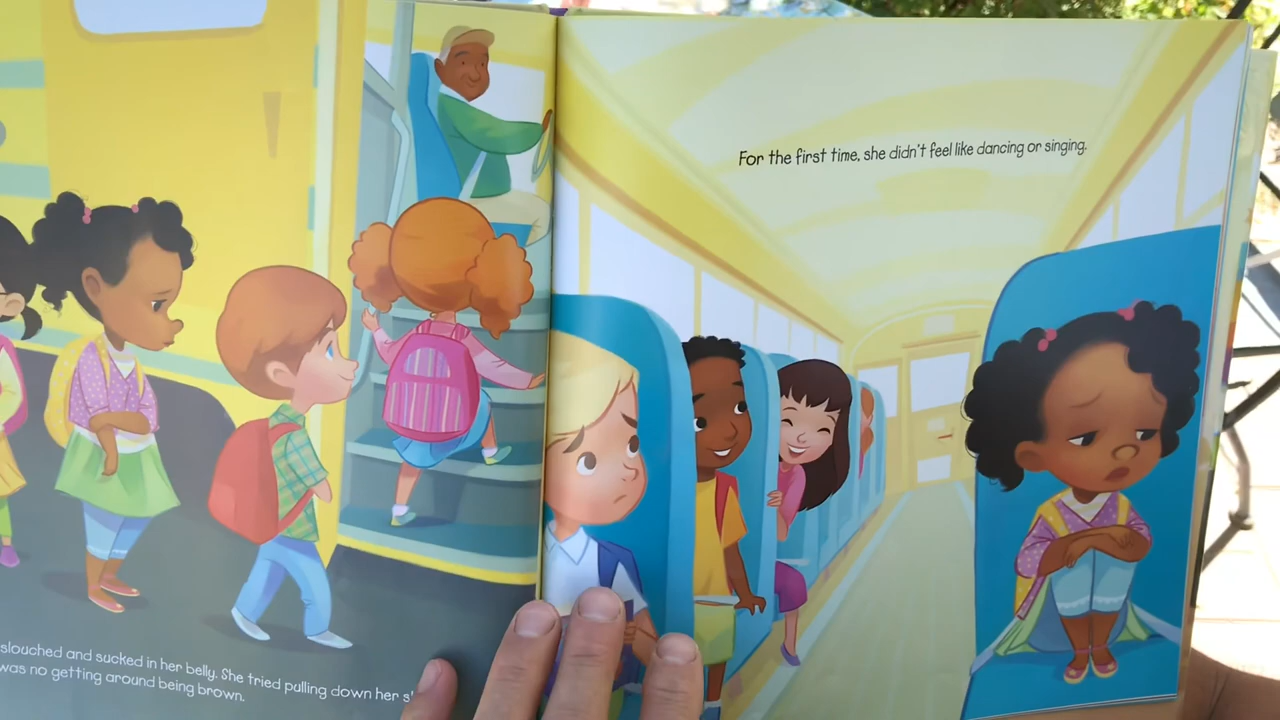 slouched and sucked in her belly. She tried pulling down her
was no getting around being brown.
For the first time, she didn't feel like dancing or singing.